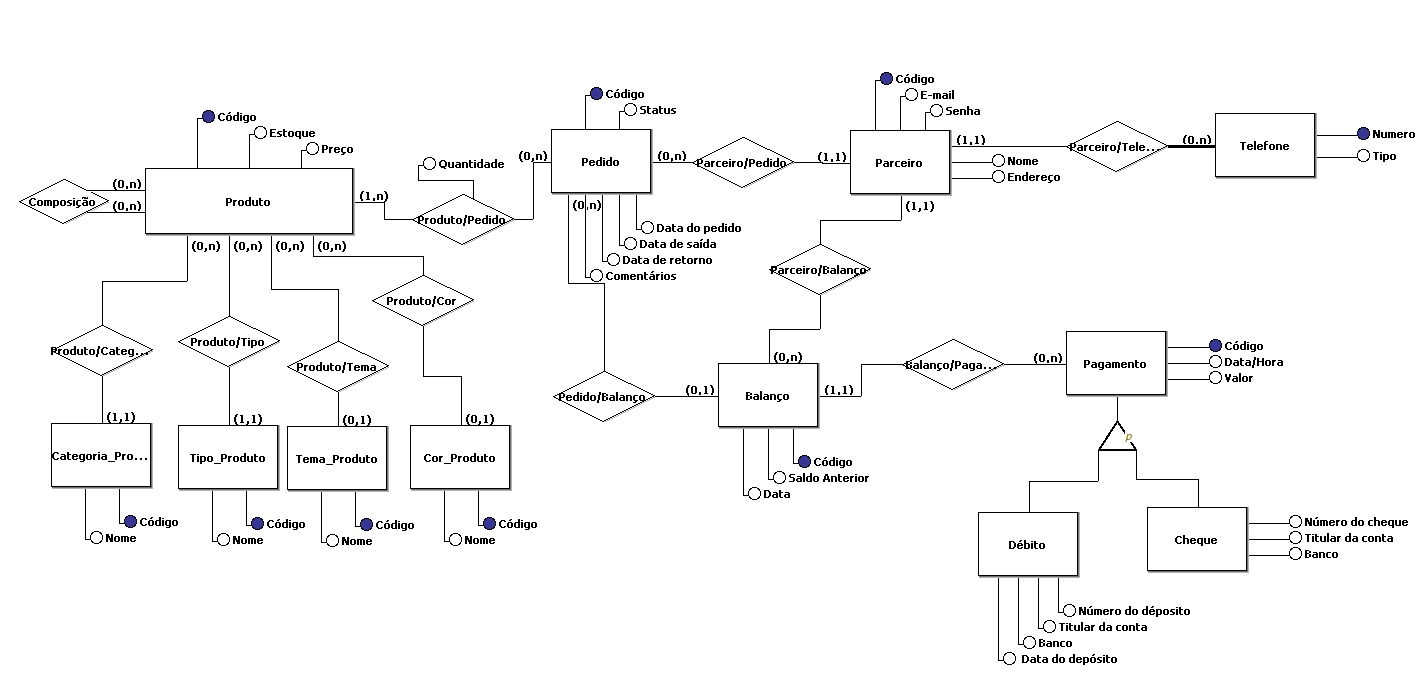 Código
Estoque
Preço
Produto
(0,n)
(0,n)
Composição
(1,n)
Quantidade
Produto/Pedido
(0,n)
Código
Status
Pedido
(0,n)
Parceiro/Pedido
(1,1)
Código
E-mail
Senha
Parceiro
Nome
Endereço
(1,1)
Parceiro/Tele...
(0,n)
Telefone
Numero
Tipo
(0,n)
Data do pedido
Data de saída
Data de retorno
Comentários
(1,1)
Parceiro/Balanço
(0,n)
(0,n)
(0,n)
(0,n)
(0,n)
Produto/Categ...
Produto/Tipo
Produto/Tema
Produto/Cor
(1,1)
(1,1)
(0,1)
(0,1)
Categoria_Pro...
Tipo_Produto
Tema_Produto
Cor_Produto
Código
Nome
Código
Nome
Código
Nome
Código
Nome
Pedido/Balanço
(0,1)
Balanço
(1,1)
Balanço/Paga...
(0,n)
Pagamento
Código
Data/Hora
Valor
Código
Saldo Anterior
Data
p
Débito
Cheque
Número do cheque
Titular da conta
Banco
Número do déposito
Titular da conta
Banco
Data do depósito